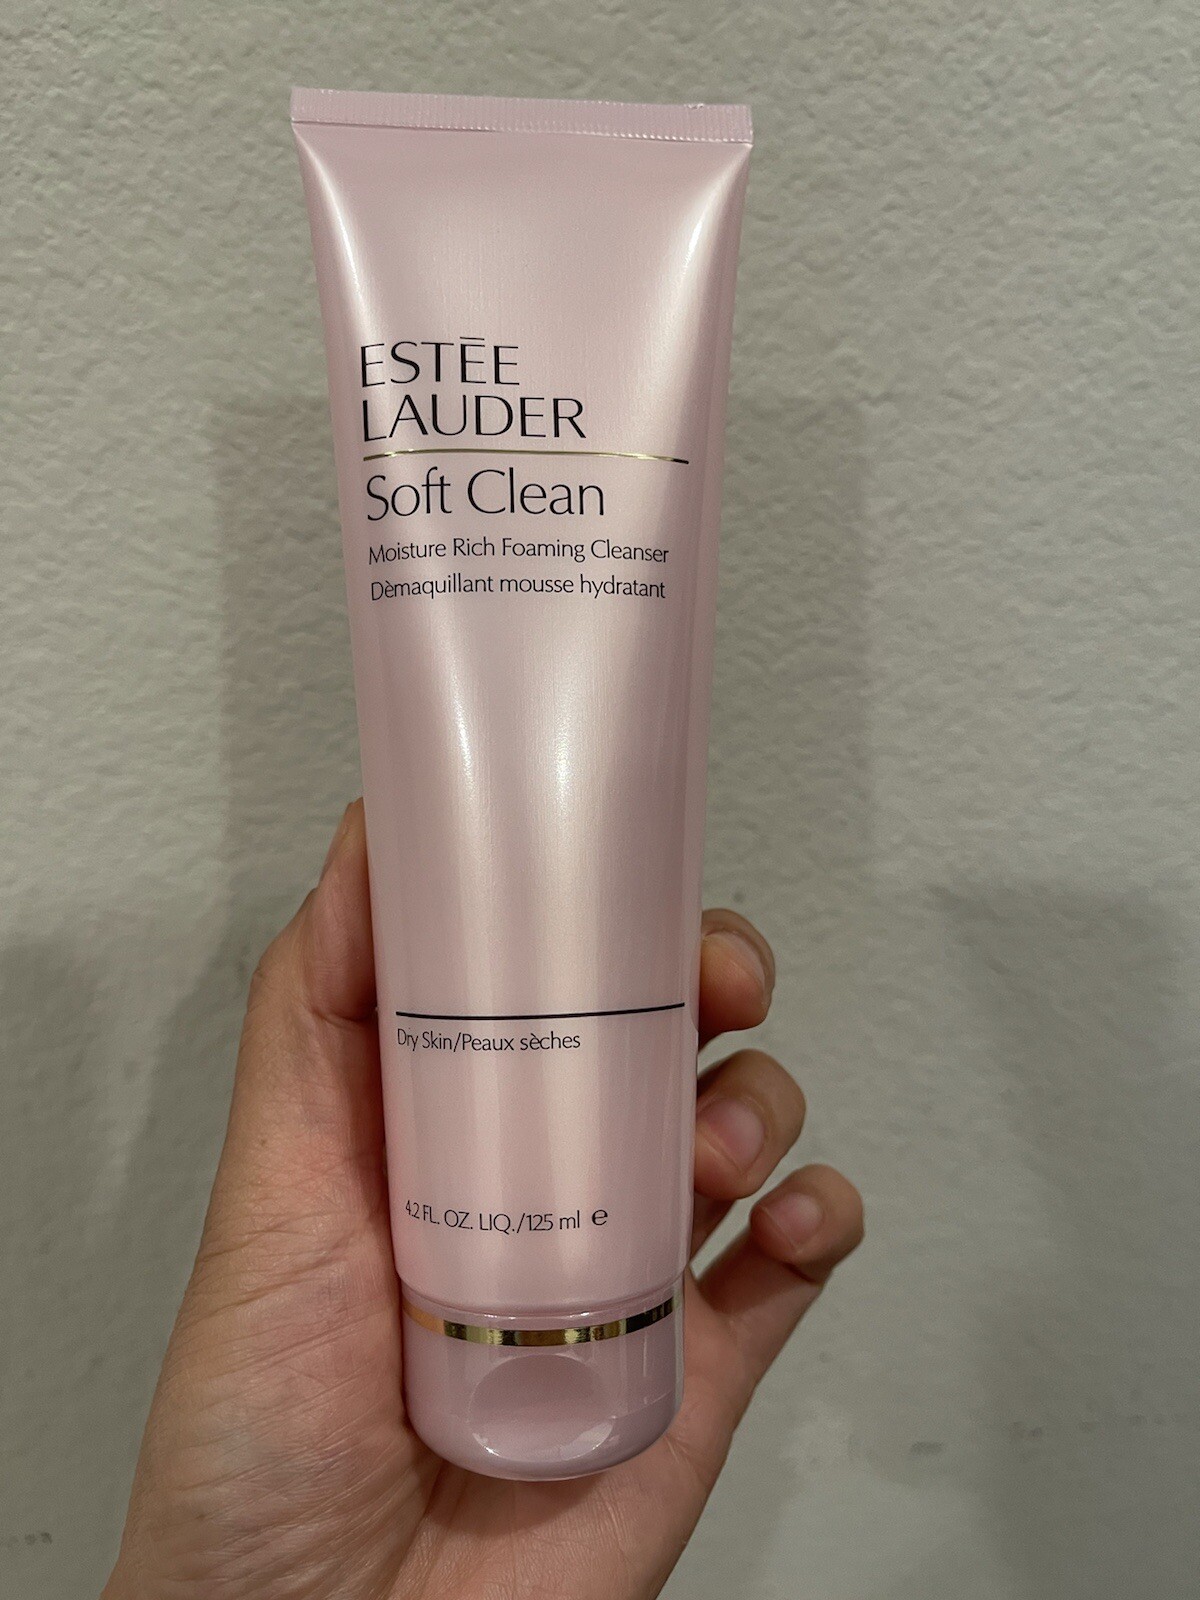 ESTĒE
LAUDER
Soft Clean
Moisture Rich Foaming Cleanser
Dèmaquillant mousse hydratant
Dry Skin/Peaux sèches
4.2 FL. OZ. LIQ./125 ml ℮